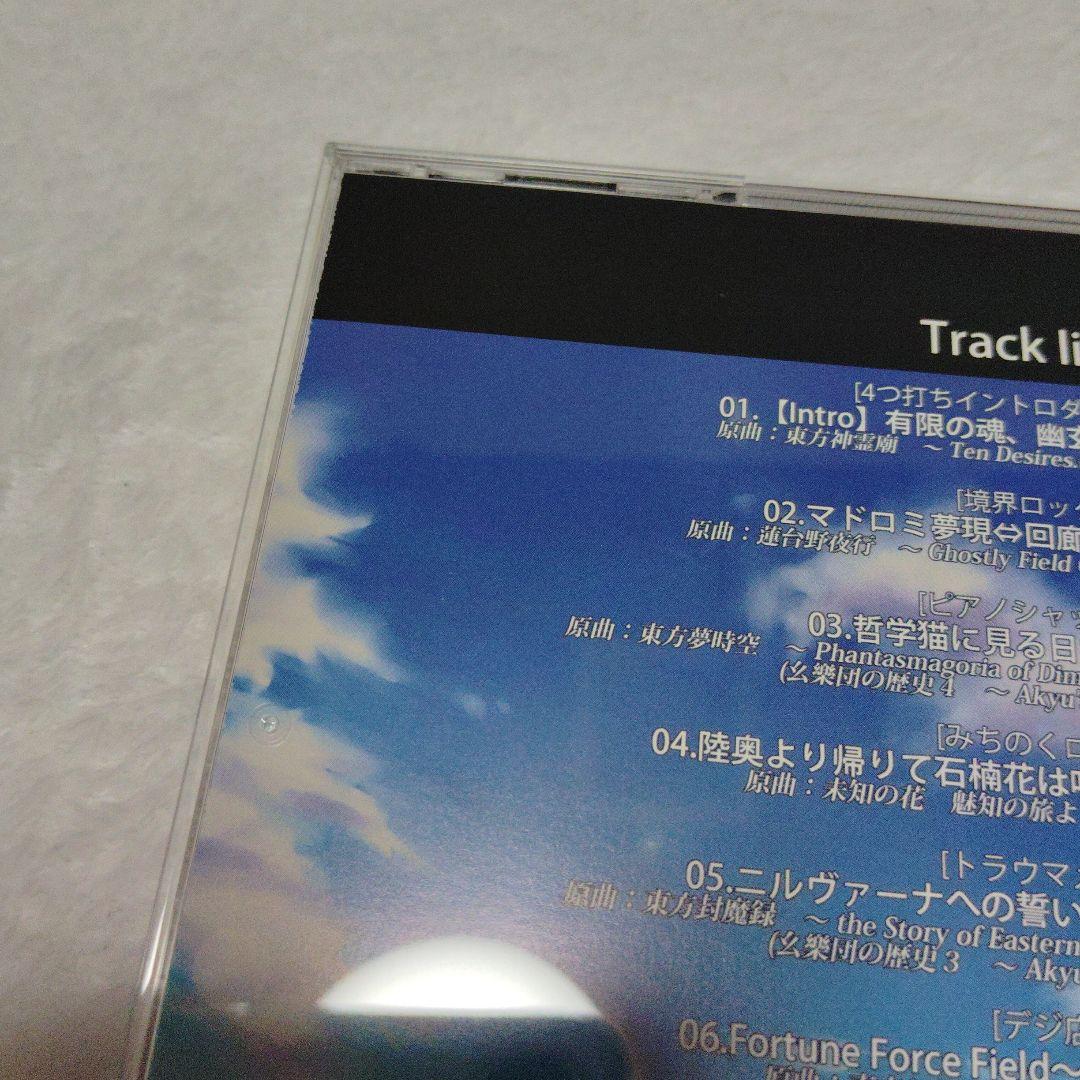 Track li
[4つ打ちイントロダ
01.【Intro】有限の魂、幽玄
原曲：東方神霊廟　～ Ten Desires.
[境界ロッ
02.マドロミ夢現⇔回廊
原曲：蓮台野夜行　～ Ghostly Field
[ピアノシャッ
03.哲学猫に見る日
原曲：東方夢時空　～ Phantasmagoria of Dim
(幺樂団の歴史４　～ Akyu'
[みちのくロ
04.陸奥より帰りて石楠花は
原曲：未知の花　魅知の旅よ
[トラウマ
05.ニルヴァーナへの誓い
原曲：東方封魔録　～ the Story of Eastern
(幺樂団の歴史３　～ Akyu
[デジ
06.Fortune Force Field～
原曲：